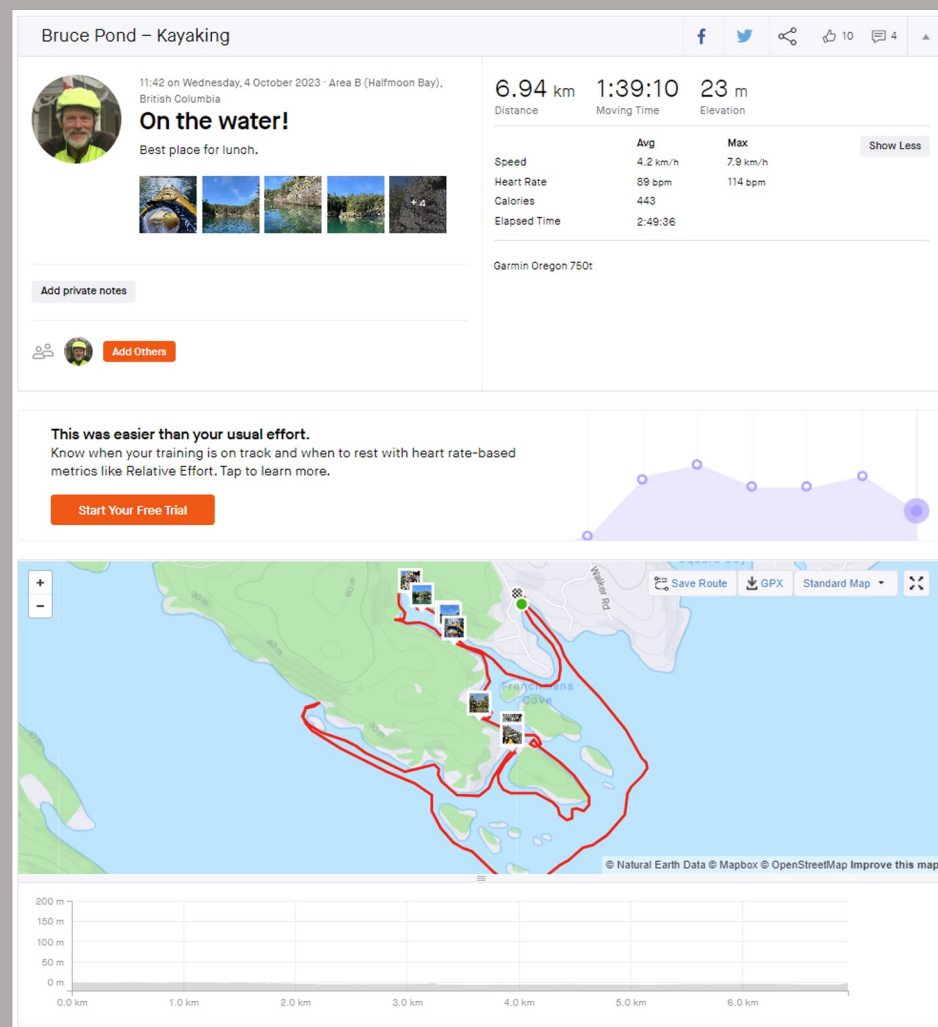 Bruce Pond – Kayaking
10
4
11:42 on Wednesday, 4 October 2023 · Area B (Halfmoon Bay),
British Columbia
On the water!
Best place for lunch.
+4
Add private notes
Add Others
6.94 km 1:39:10 23 m
Distance Moving Time Elevation
Avg Max
Show Less
Speed 4.2 km/h 7.9 km/h
Heart Rate 89 bpm 114 bpm
Calories 443
Elapsed Time 2:49:36
Garmin Oregon 750t
This was easier than your usual effort.
Know when your training is on track and when to rest with heart rate-based
metrics like Relative Effort. Tap to learn more.
Start Your Free Trial
+
−
Save Route
GPX
Standard Map
Walker Rd
60 m
30 m
40 m
30 m
Frenchmans
Cove
© Natural Earth Data © Mapbox © OpenStreetMap Improve this map
200 m
150 m
100 m
50 m
0 m
0.0 km 1.0 km 2.0 km 3.0 km 4.0 km 5.0 km 6.0 km